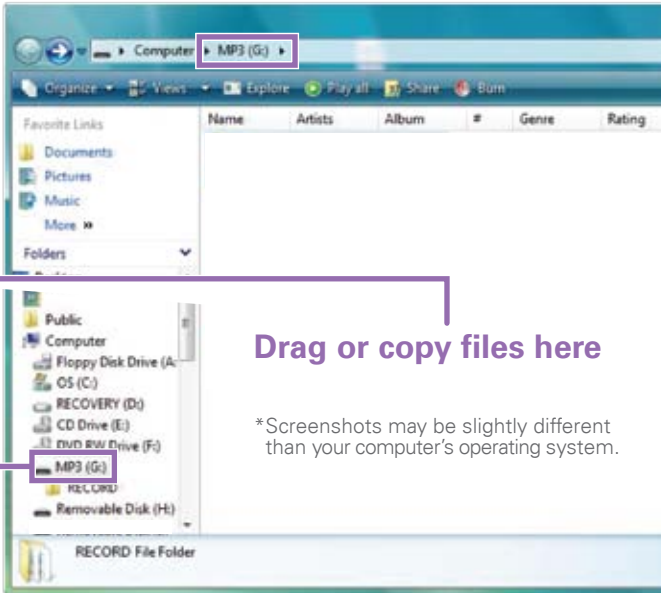 Computer ▸ MP3 (G:) ▸
Organize Views Explore Play all Share Burn
Favorite Links
Name Artists Album # Genre Rating
Documents
Pictures
Music
More »
Folders
Public
Computer
Floppy Disk Drive (A:
OS (C:)
RECOVERY (D:)
CD Drive (E:)
DVD RW Drive (F:)
MP3 (G:)
RECORD
Removable Disk (H:)
Drag or copy files here
*Screenshots may be slightly different
than your computer's operating system.
RECORD File Folder